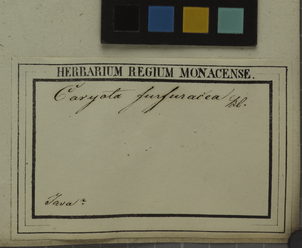 HERBARIUM REGIUM MONACENSE.
Caryota furfuracea Bl.
Java